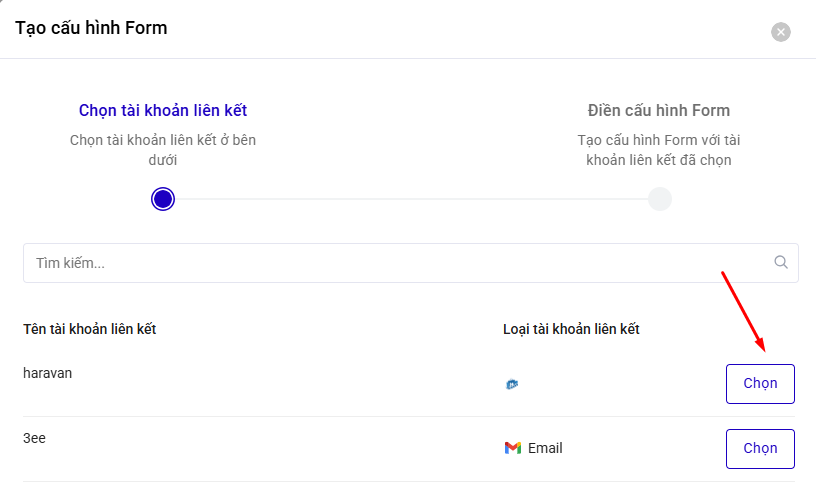 Tạo cấu hình Form
Chọn tài khoản liên kết
Chọn tài khoản liên kết ở bên
dưới
Điền cấu hình Form
Tạo cấu hình Form với tài
khoản liên kết đã chọn
Tìm kiếm...
Tên tài khoản liên kết
Loại tài khoản liên kết
haravan
Chọn
3ee
Email
Chọn